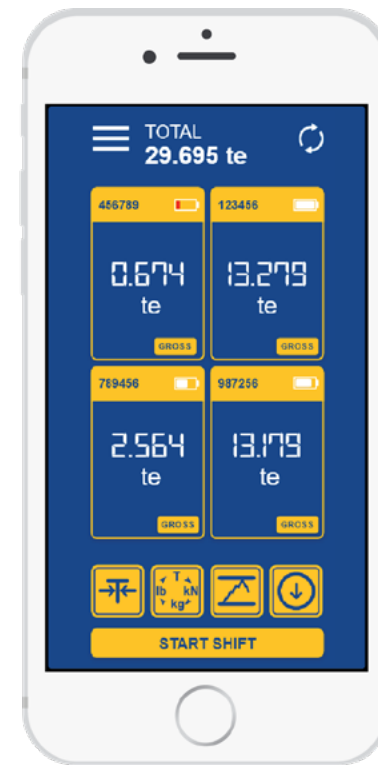 TOTAL
29.695 te
456789
123456
0.674
te
GROSS
13.279
te
GROSS
789456
987256
2.564
te
GROSS
13.179
te
GROSS
T
lb kN
kg
START SHIFT